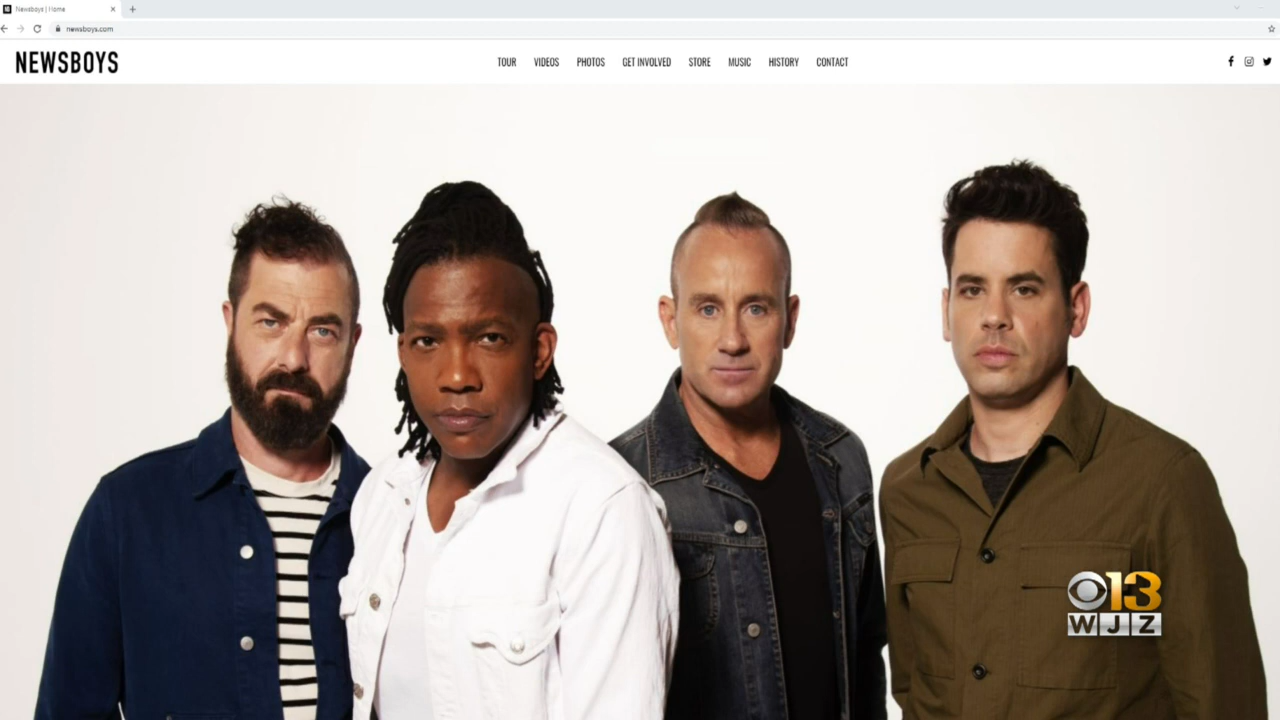 Newsboys | Home
newsboys.com
NEWSBOYS
TOUR VIDEOS PHOTOS GET INVOLVED STORE MUSIC HISTORY CONTACT
13
WJZ